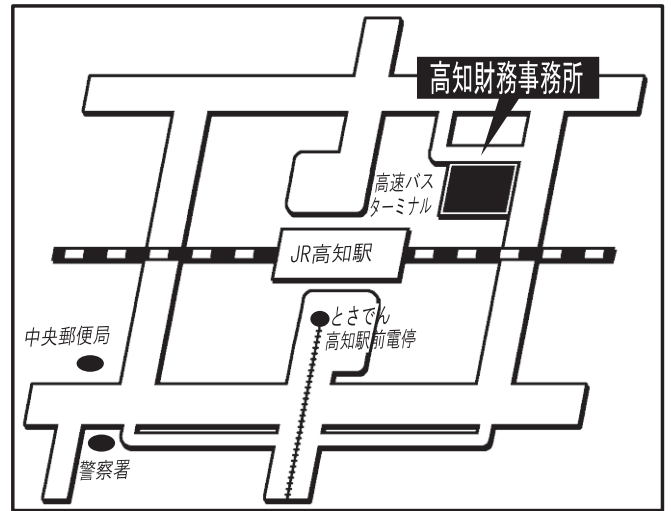 高知財務事務所
高速バス
ターミナル
JR高知駅
とさでん
高知駅前電停
中央郵便局
警察署